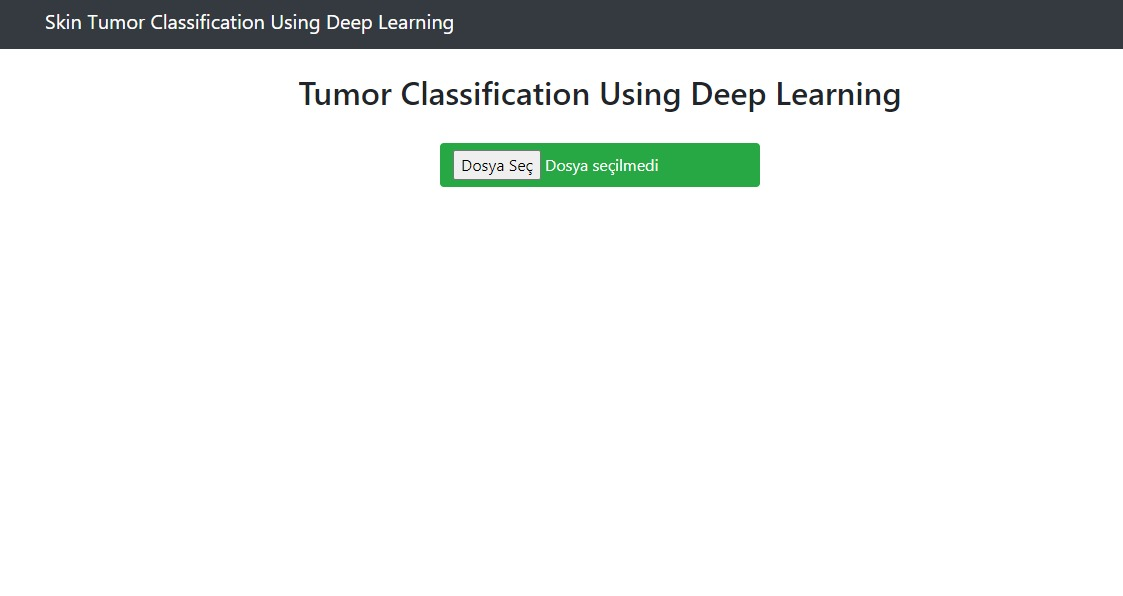 Skin Tumor Classification Using Deep Learning
Tumor Classification Using Deep Learning
Dosya Seç Dosya seçilmedi